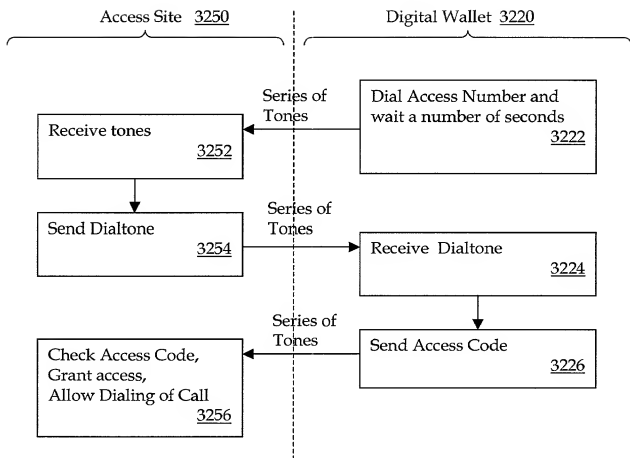 Access Site 3250
Digital Wallet 3220
Series of
Tones
Dial Access Number and
wait a number of seconds
3222
Receive tones
3252
Series of
Tones
Send Dialtone
3254
Receive Dialtone
3224
Series of
Tones
Send Access Code
3226
Check Access Code,
Grant access,
Allow Dialing of Call
3256